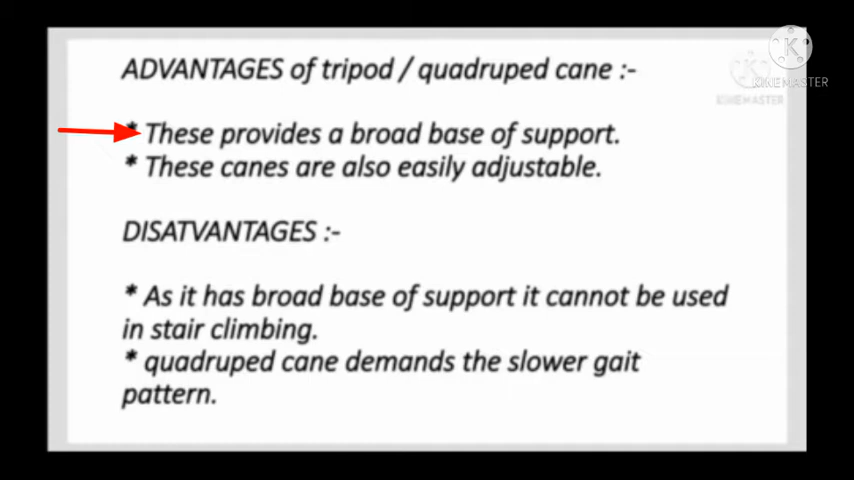 ADVANTAGES of tripod / quadruped cane :-
* These provides a broad base of support.
* These canes are also easily adjustable.
DISATVANTAGES :-
* As it has broad base of support it cannot be used
in stair climbing.
* quadruped cane demands the slower gait
pattern.
K
KINEMASTER
K
KINEMASTER